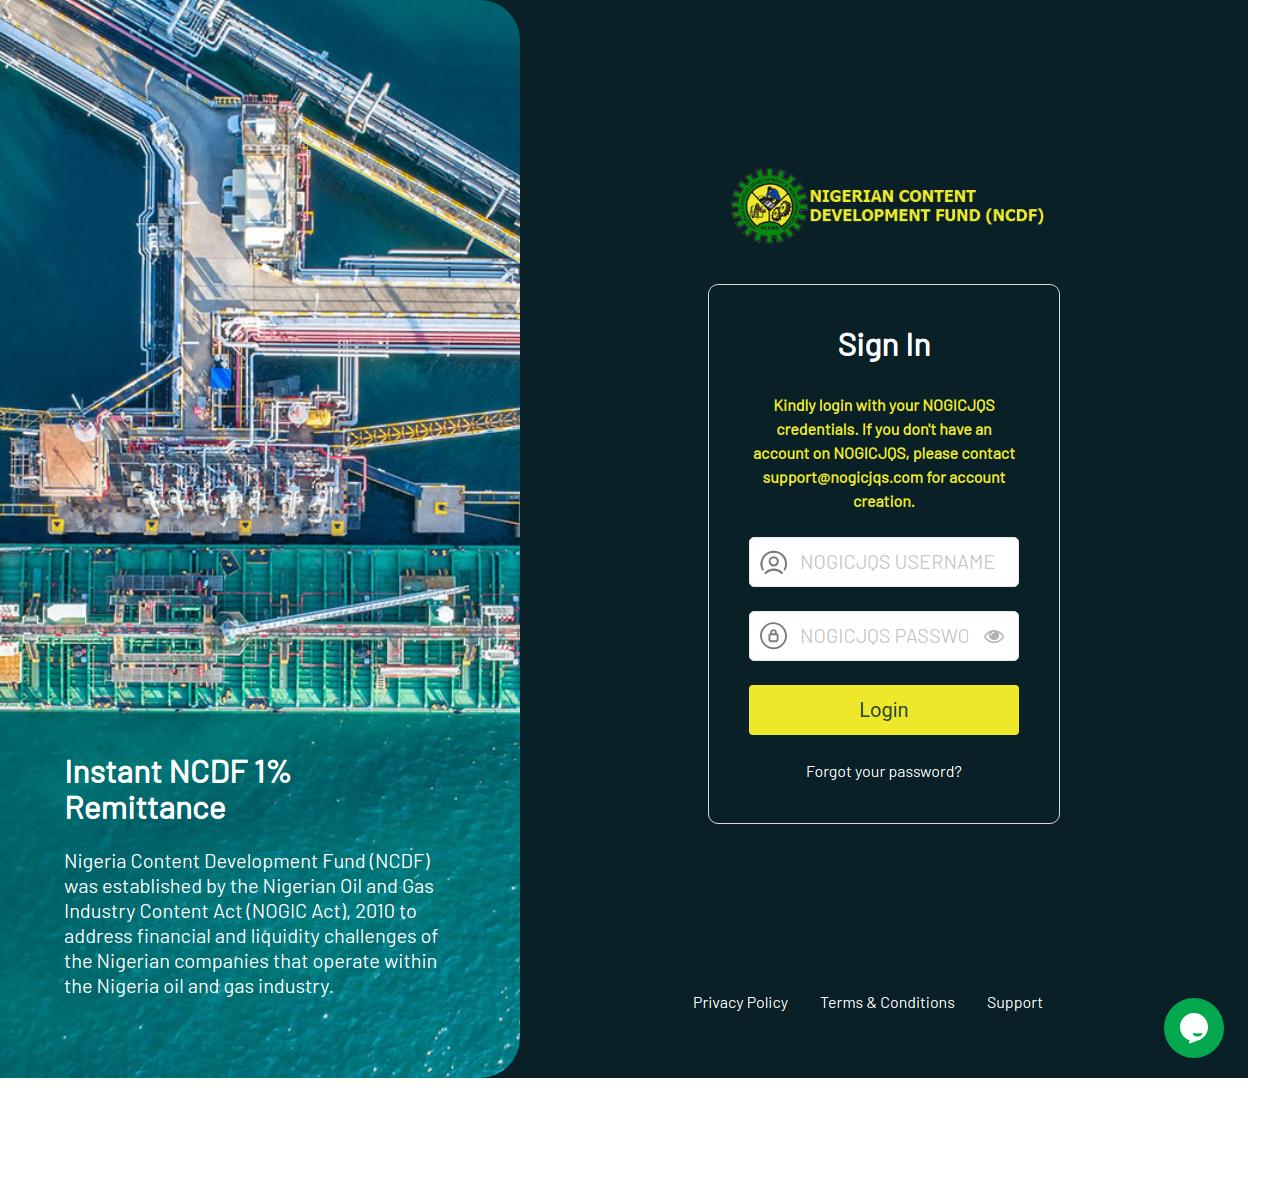 NIGERIAN CONTENT
DEVELOPMENT FUND (NCDF)
Sign In
Kindly login with your NOGICJQS
credentials. If you don't have an
account on NOGICJQS, please contact
support@nogicjqs.com for account
creation.
NOGICJQS USERNAME
NOGICJQS PASSWO
Login
Forgot your password?
Instant NCDF 1%
Remittance
Nigeria Content Development Fund (NCDF)
was established by the Nigerian Oil and Gas
Industry Content Act (NOGIC Act), 2010 to
address financial and liquidity challenges of
the Nigerian companies that operate within
the Nigeria oil and gas industry.
Privacy Policy
Terms & Conditions
Support